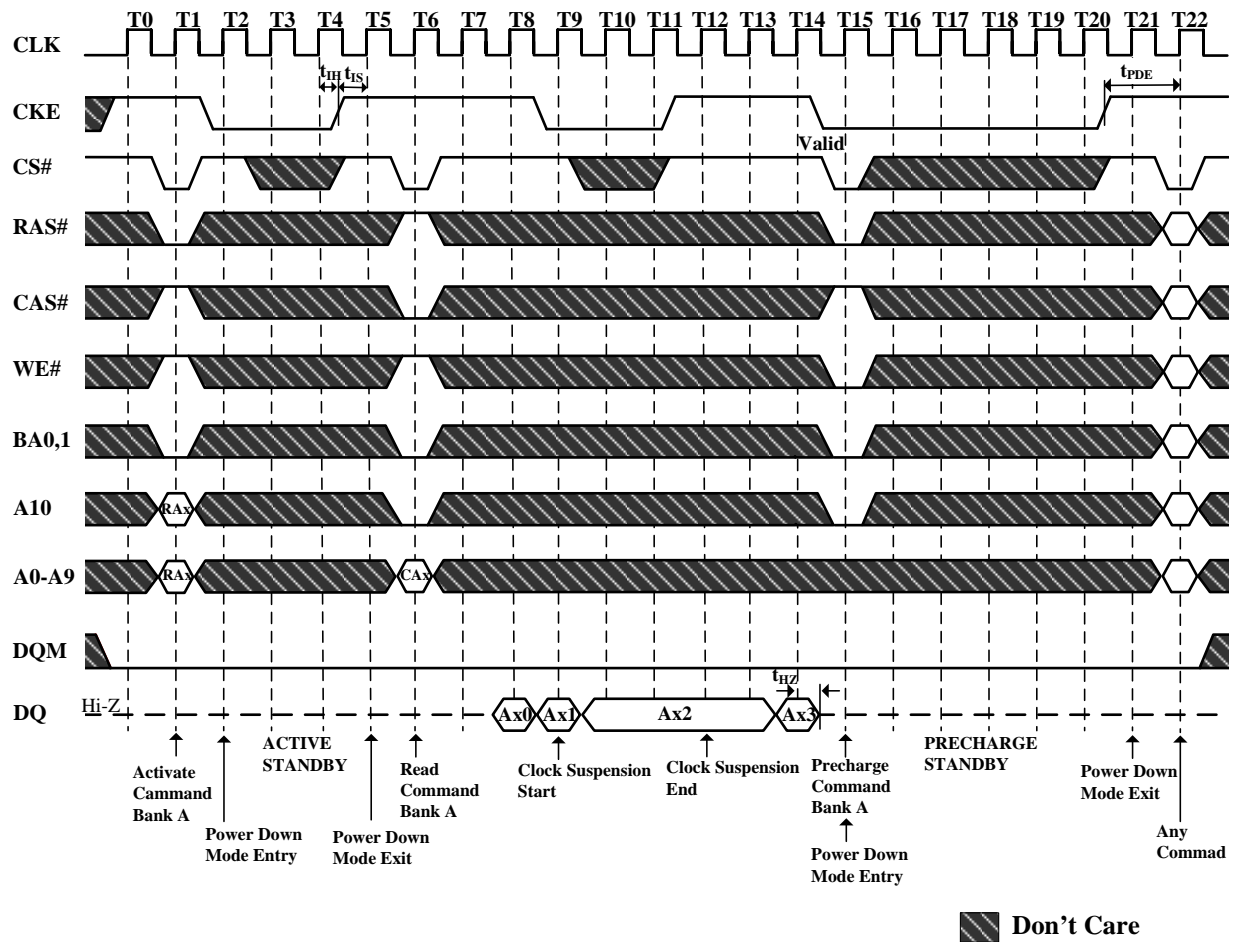 T0 T1 T2 T3 T4 T5 T6 T7 T8 T9 T10 T11 T12 T13 T14 T15 T16 T17 T18 T19 T20 T21 T22
CLK
tIH tIS
tPDE
CKE
Valid
CS#
RAS#
CAS#
WE#
BA0,1
A10
RAx
A0-A9
RAx
CAx
DQM
tHZ
DQ
Hi-Z
Ax0 Ax1 Ax2 Ax3
Activate
Cammand
Bank A
Power Down
Mode Entry
ACTIVE
STANDBY
Power Down
Mode Exit
Read
Command
Bank A
Clock Suspension
Start
Clock Suspension
End
Precharge
Command
Bank A
Power Down
Mode Entry
PRECHARGE
STANDBY
Power Down
Mode Exit
Any
Commad
Don't Care